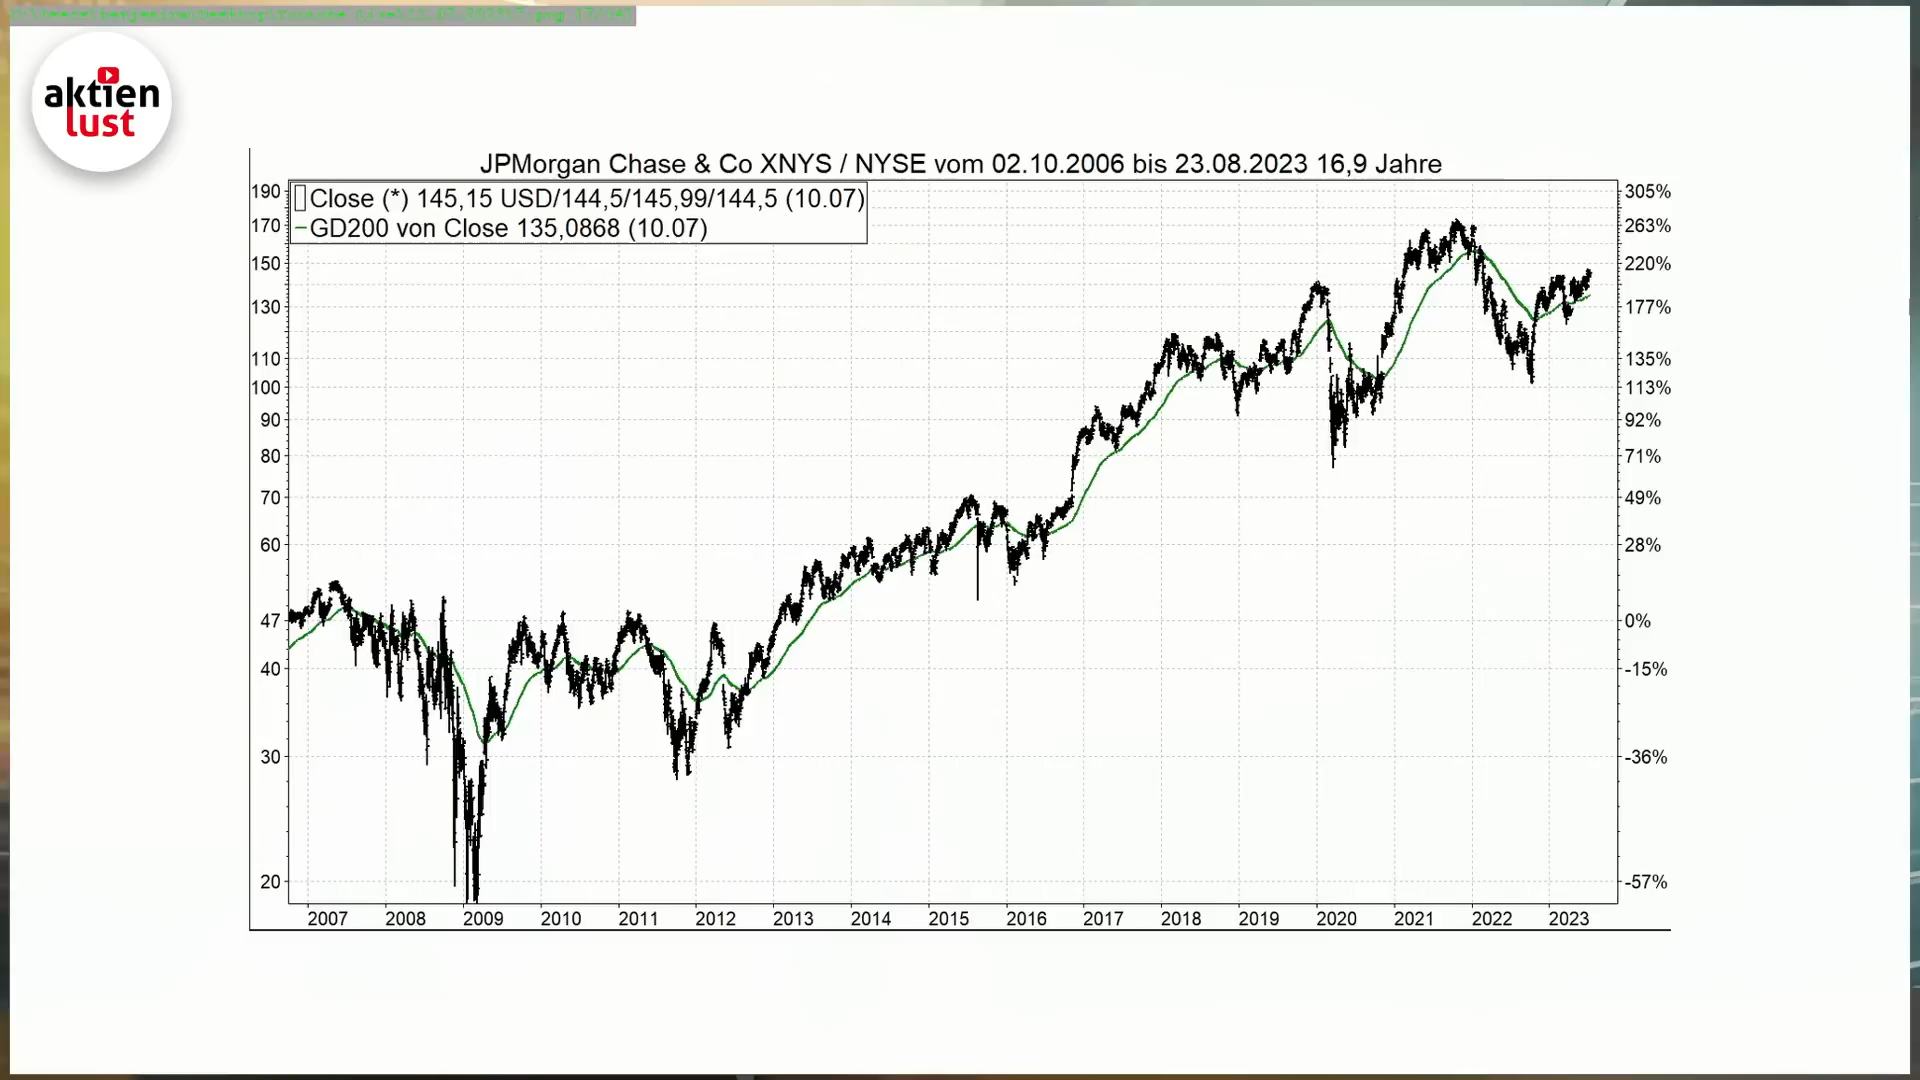 aktien
lust
JPMorgan Chase & Co XNYS / NYSE vom 02.10.2006 bis 23.08.2023 16,9 Jahre
Close (*) 145,15 USD/144,5/145,99/144,5 (10.07)
GD200 von Close 135,0868 (10.07)
190 305%
170 263%
150 220%
130 177%
110 135%
100 113%
90 92%
80 71%
70 49%
60 28%
47 0%
40 -15%
30 -36%
20 -57%
2007 2008 2009 2010 2011 2012 2013 2014 2015 2016 2017 2018 2019 2020 2021 2022 2023